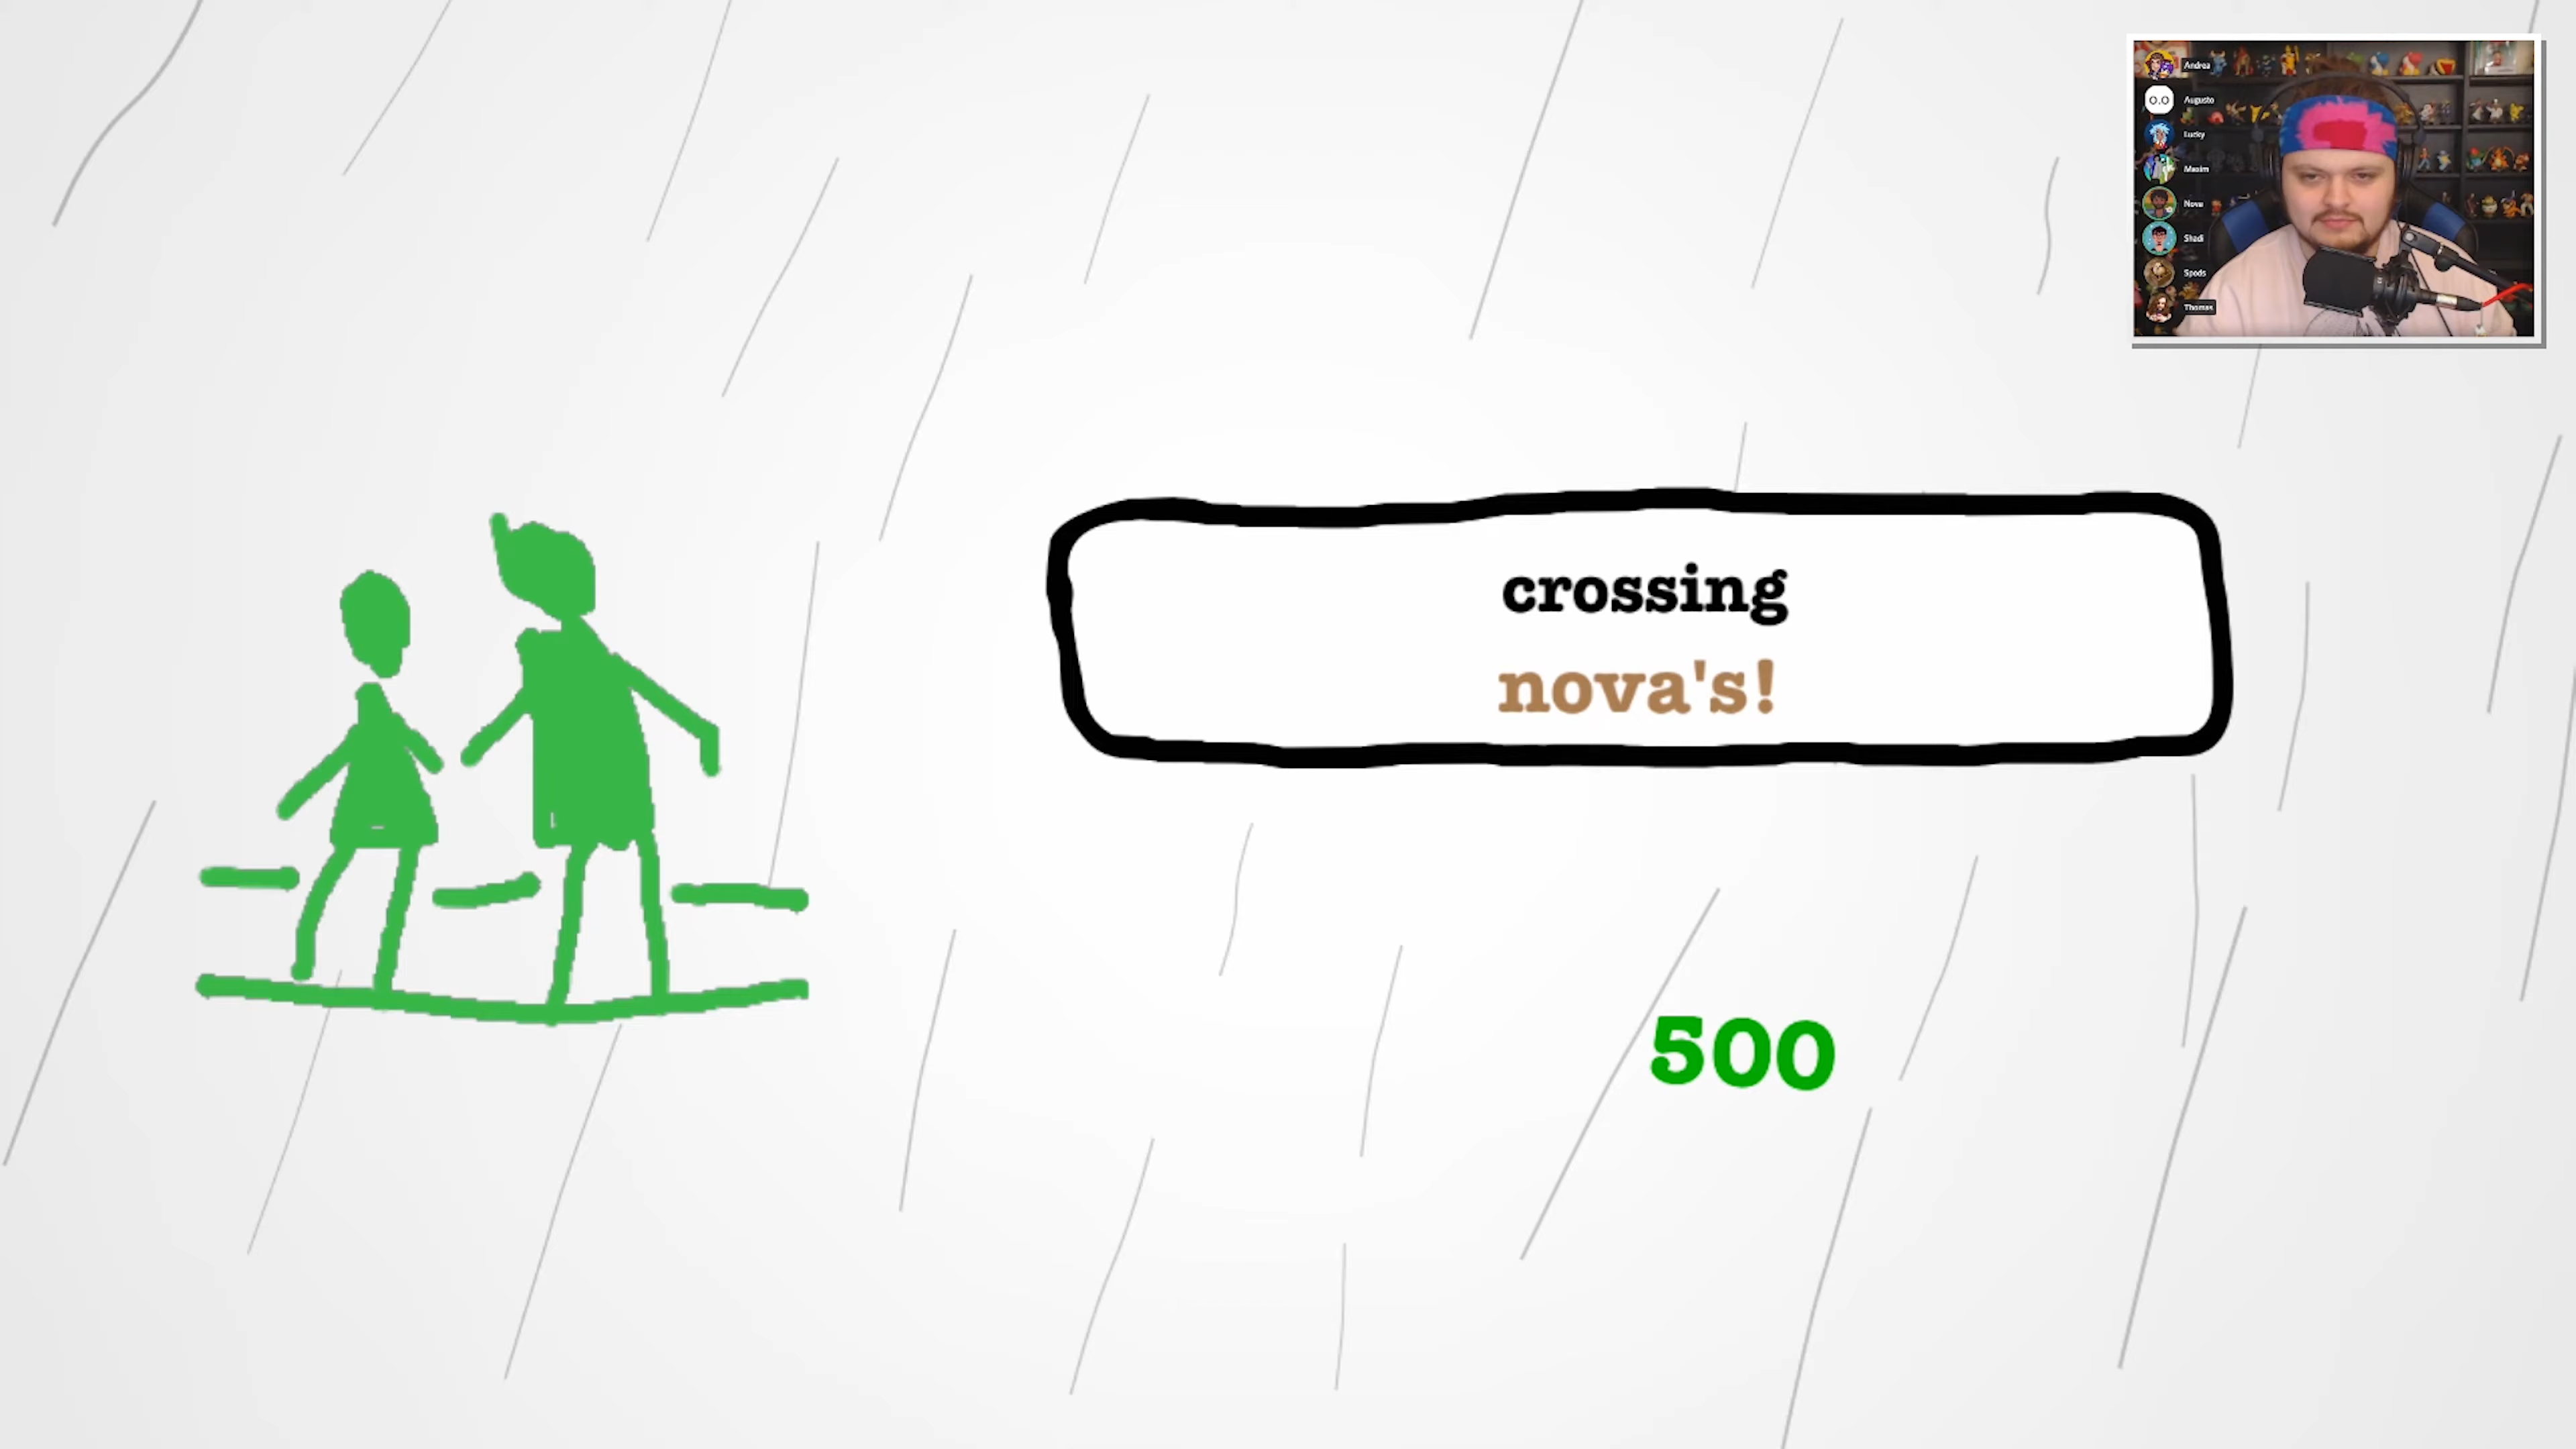 Andrea
o.o
Augusto
Lucky
Maxim
Nova
Shadi
Spods
Thomas
crossing
nova's!
500